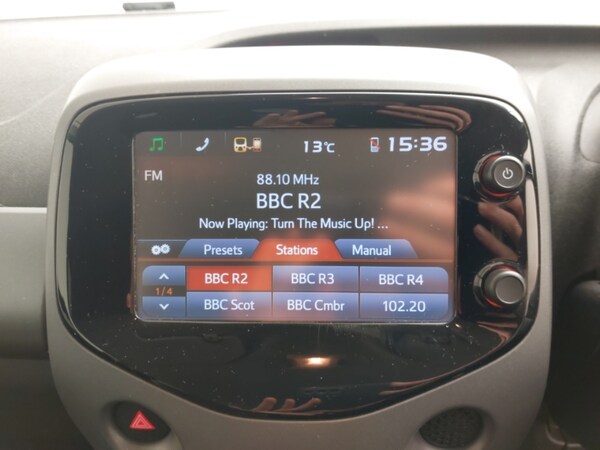 13°C 15:36
FM
88.10 MHz
BBC R2
Now Playing: Turn The Music Up! ...
Presets Stations Manual
BBC R2 BBC R3 BBC R4
1/4
BBC Scot BBC Cmbr 102.20